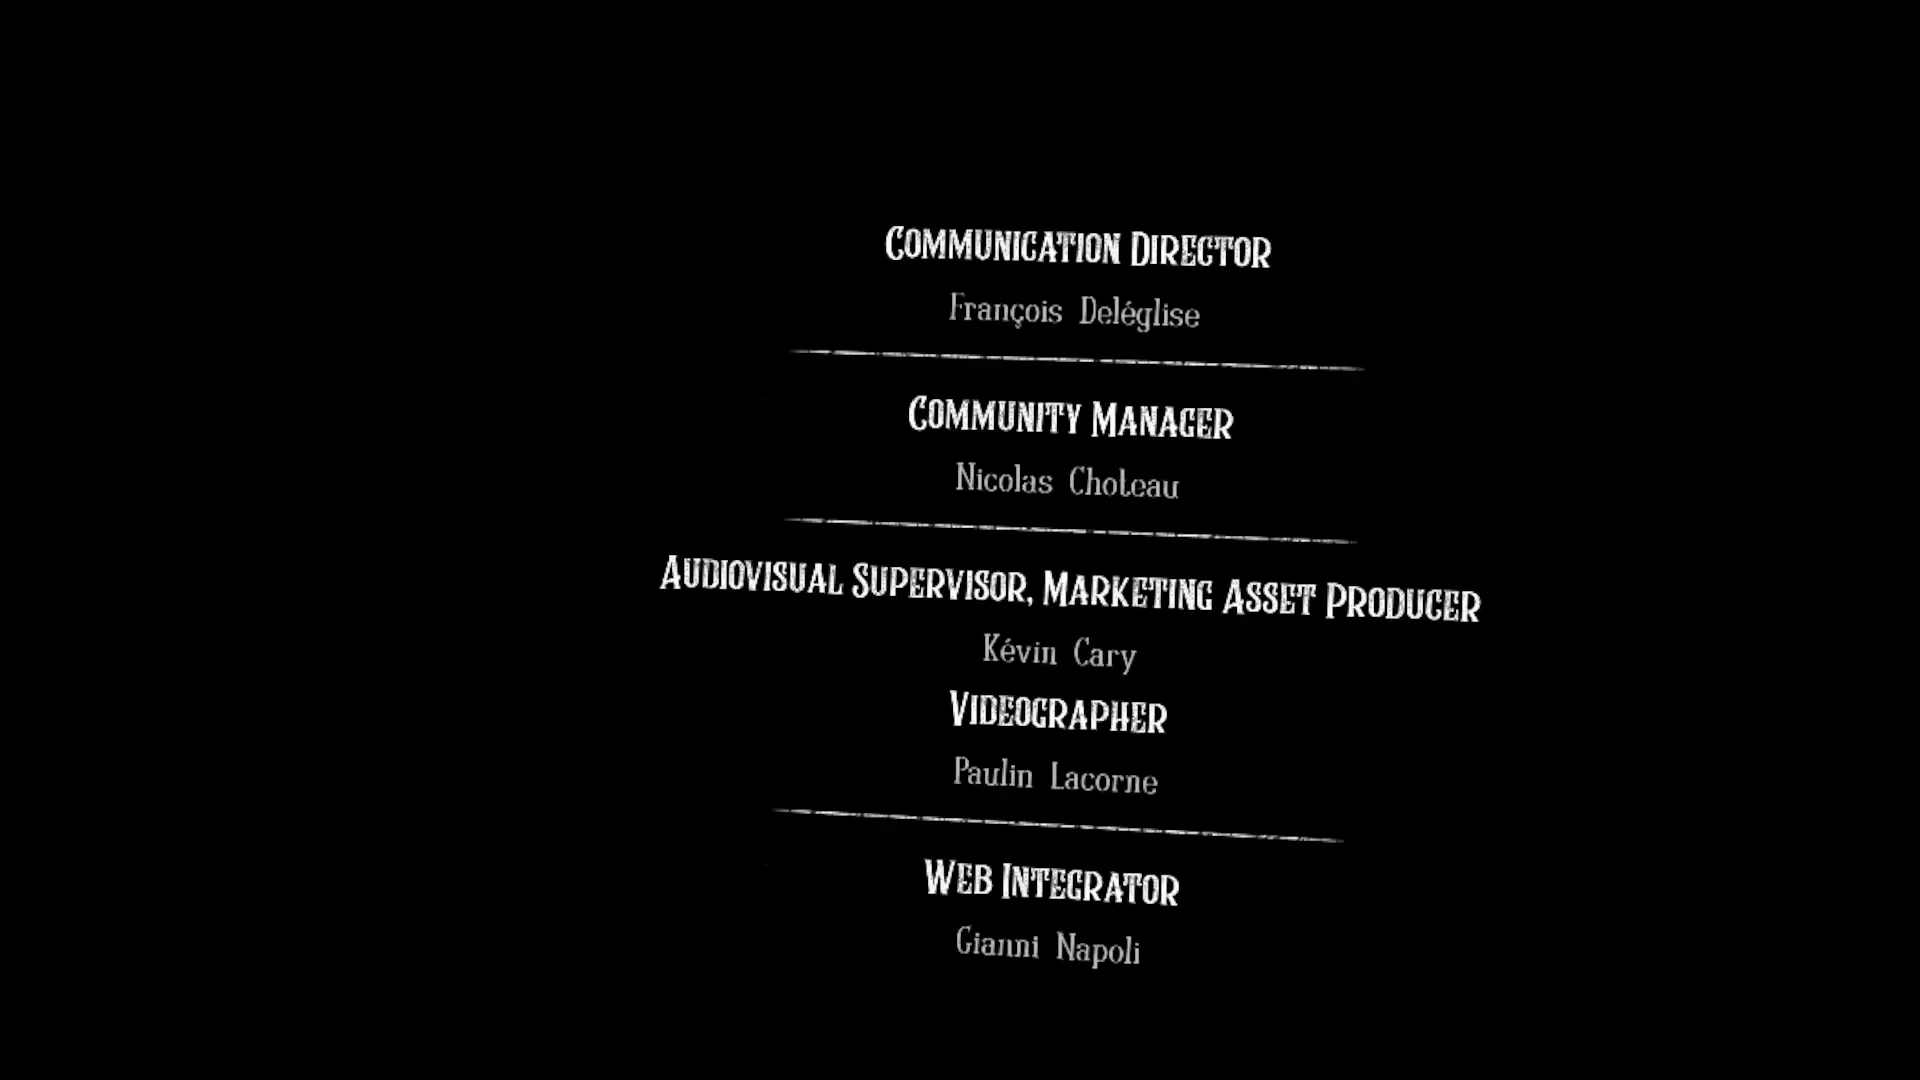 Communication Director
François Deléglise
Community Manager
Nicolas Choteau
Audiovisual Supervisor, Marketing Asset Producer
Kévin Cary
Videographer
Paulin Lacorne
Web Integrator
Gianni Napoli